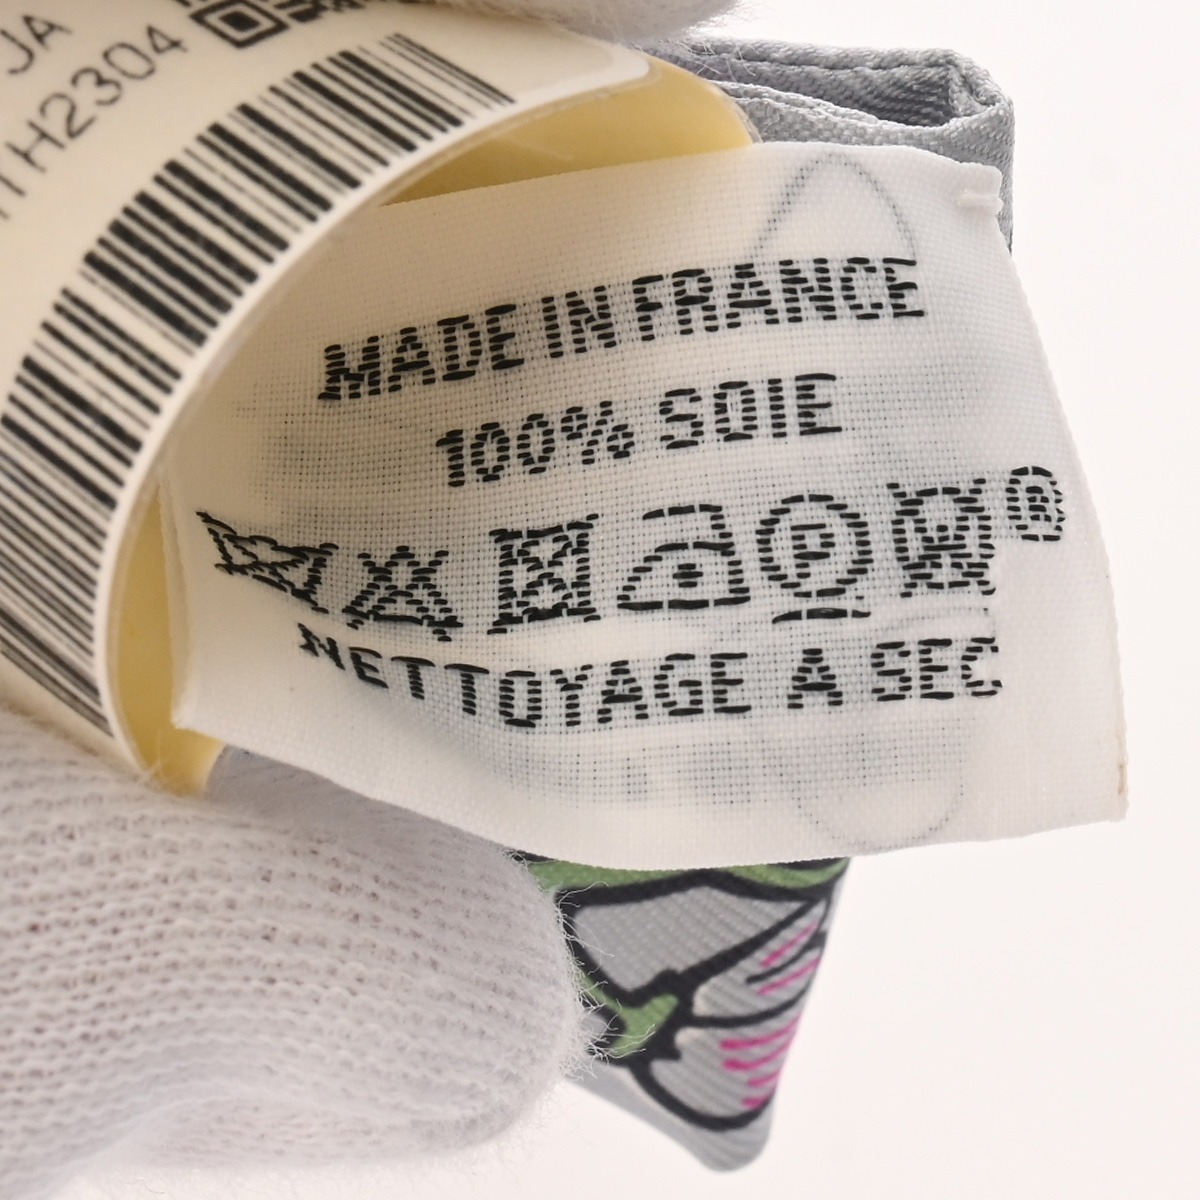 JA
H2304
MADE IN FRANCE
100% SOIE
®
NETTOYAGE A SEC